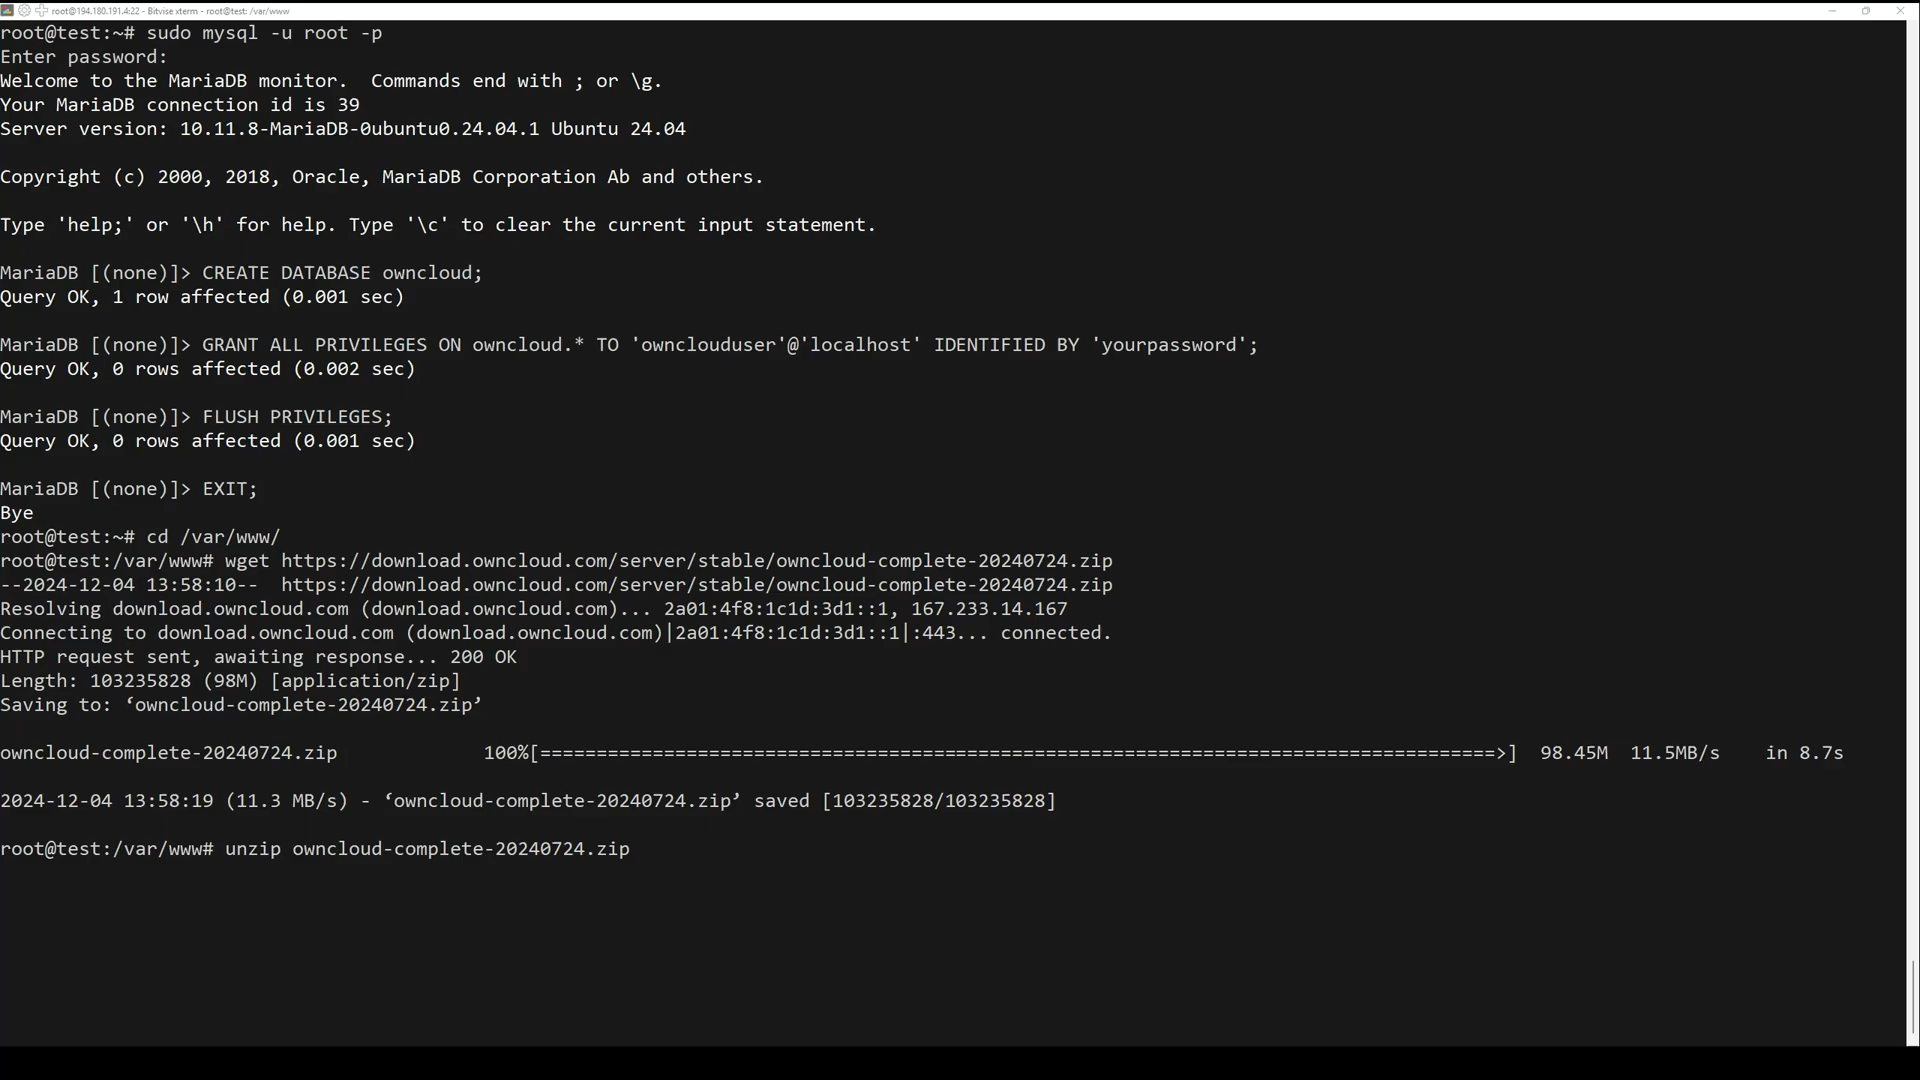 root@194.180.191.4:22 - Bitvise xterm - root@test: /var/www
root@test:~# sudo mysql -u root -p
Enter password:
Welcome to the MariaDB monitor.  Commands end with ; or \g.
Your MariaDB connection id is 39
Server version: 10.11.8-MariaDB-0ubuntu0.24.04.1 Ubuntu 24.04
Copyright (c) 2000, 2018, Oracle, MariaDB Corporation Ab and others.
Type 'help;' or '\h' for help. Type '\c' to clear the current input statement.
MariaDB [(none)]> CREATE DATABASE owncloud;
Query OK, 1 row affected (0.001 sec)
MariaDB [(none)]> GRANT ALL PRIVILEGES ON owncloud.* TO 'ownclouduser'@'localhost' IDENTIFIED BY 'yourpassword';
Query OK, 0 rows affected (0.002 sec)
MariaDB [(none)]> FLUSH PRIVILEGES;
Query OK, 0 rows affected (0.001 sec)
MariaDB [(none)]> EXIT;
Bye
root@test:~# cd /var/www/
root@test:/var/www# wget https://download.owncloud.com/server/stable/owncloud-complete-20240724.zip
--2024-12-04 13:58:10--  https://download.owncloud.com/server/stable/owncloud-complete-20240724.zip
Resolving download.owncloud.com (download.owncloud.com)... 2a01:4f8:1c1d:3d1::1, 167.233.14.167
Connecting to download.owncloud.com (download.owncloud.com)|2a01:4f8:1c1d:3d1::1|:443... connected.
HTTP request sent, awaiting response... 200 OK
Length: 103235828 (98M) [application/zip]
Saving to: ‘owncloud-complete-20240724.zip’
owncloud-complete-20240724.zip             100%[=====================================================================================>]  98.45M  11.5MB/s    in 8.7s
2024-12-04 13:58:19 (11.3 MB/s) - ‘owncloud-complete-20240724.zip’ saved [103235828/103235828]
root@test:/var/www# unzip owncloud-complete-20240724.zip